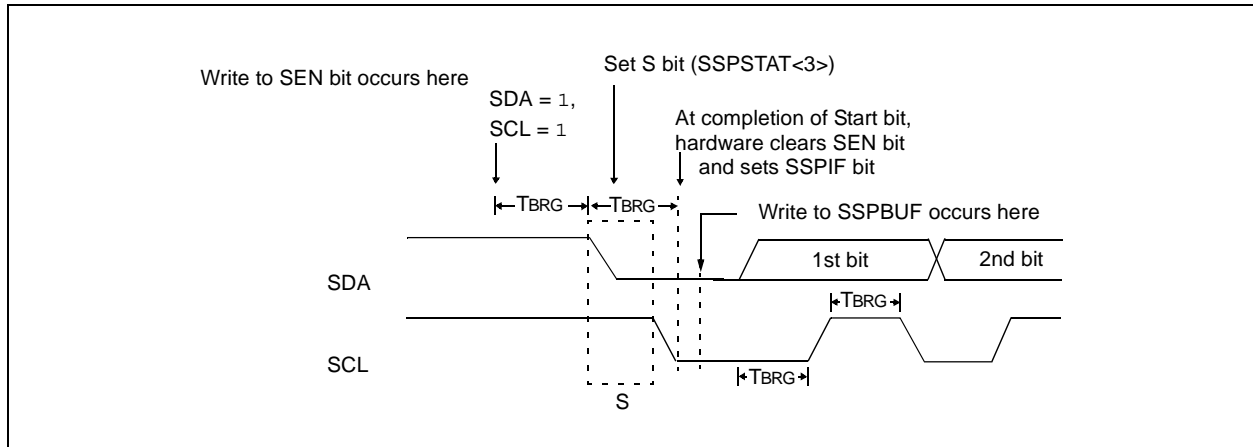 Write to SEN bit occurs here
Set S bit (SSPSTAT<3>)
SDA = 1,
SCL = 1
At completion of Start bit,
hardware clears SEN bit
and sets SSPIF bit
TBRG
TBRG
Write to SSPBUF occurs here
SDA
1st bit
2nd bit
TBRG
SCL
TBRG
S